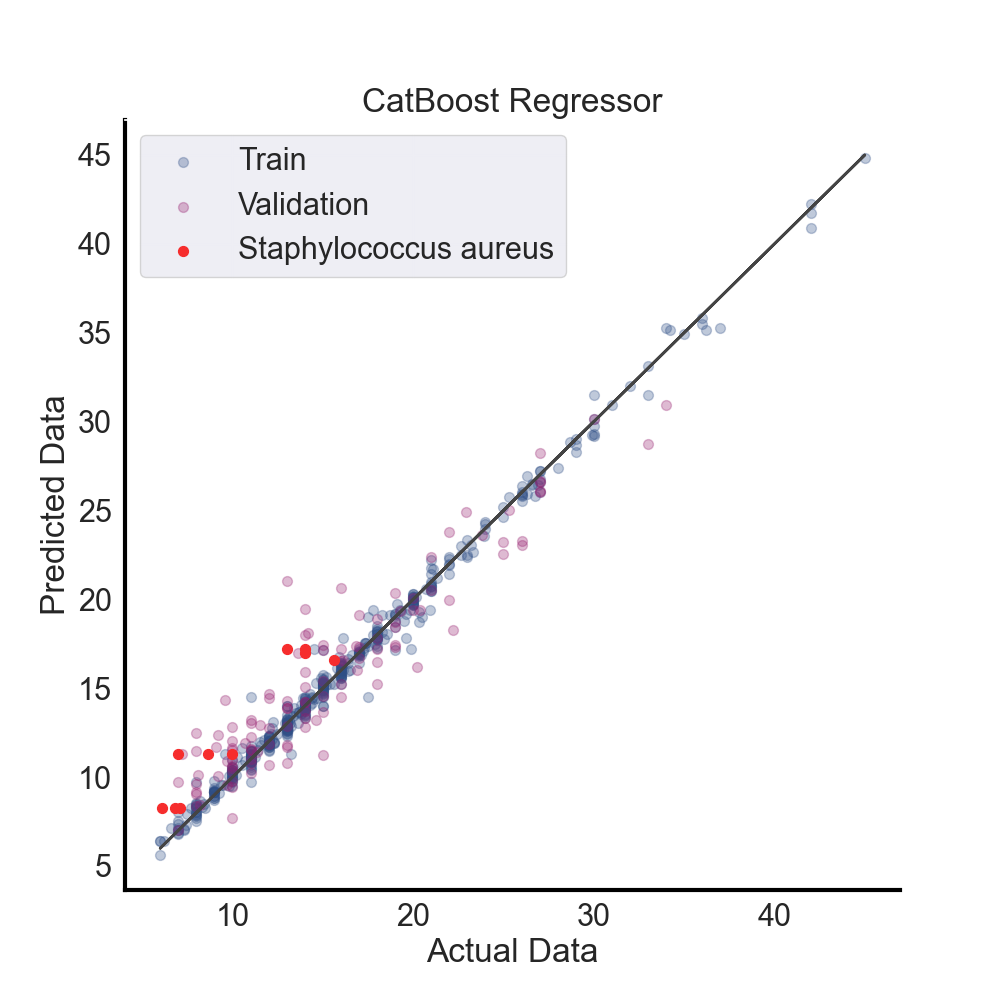 CatBoost Regressor
Train
Validation
Staphylococcus aureus
45
40
35
30
25
20
15
10
5
Predicted Data
10 20 30 40
Actual Data